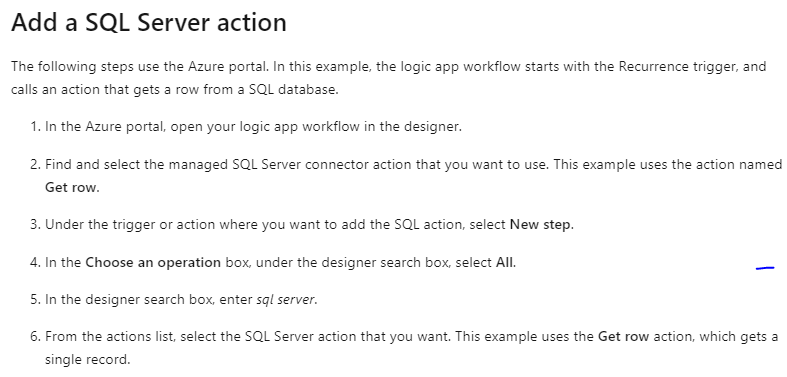 Add a SQL Server action
The following steps use the Azure portal. In this example, the logic app workflow starts with the Recurrence trigger, and
calls an action that gets a row from a SQL database.
1. In the Azure portal, open your logic app workflow in the designer.
2. Find and select the managed SQL Server connector action that you want to use. This example uses the action named
Get row.
3. Under the trigger or action where you want to add the SQL action, select New step.
4. In the Choose an operation box, under the designer search box, select All.
5. In the designer search box, enter sql server.
6. From the actions list, select the SQL Server action that you want. This example uses the Get row action, which gets a
single record.